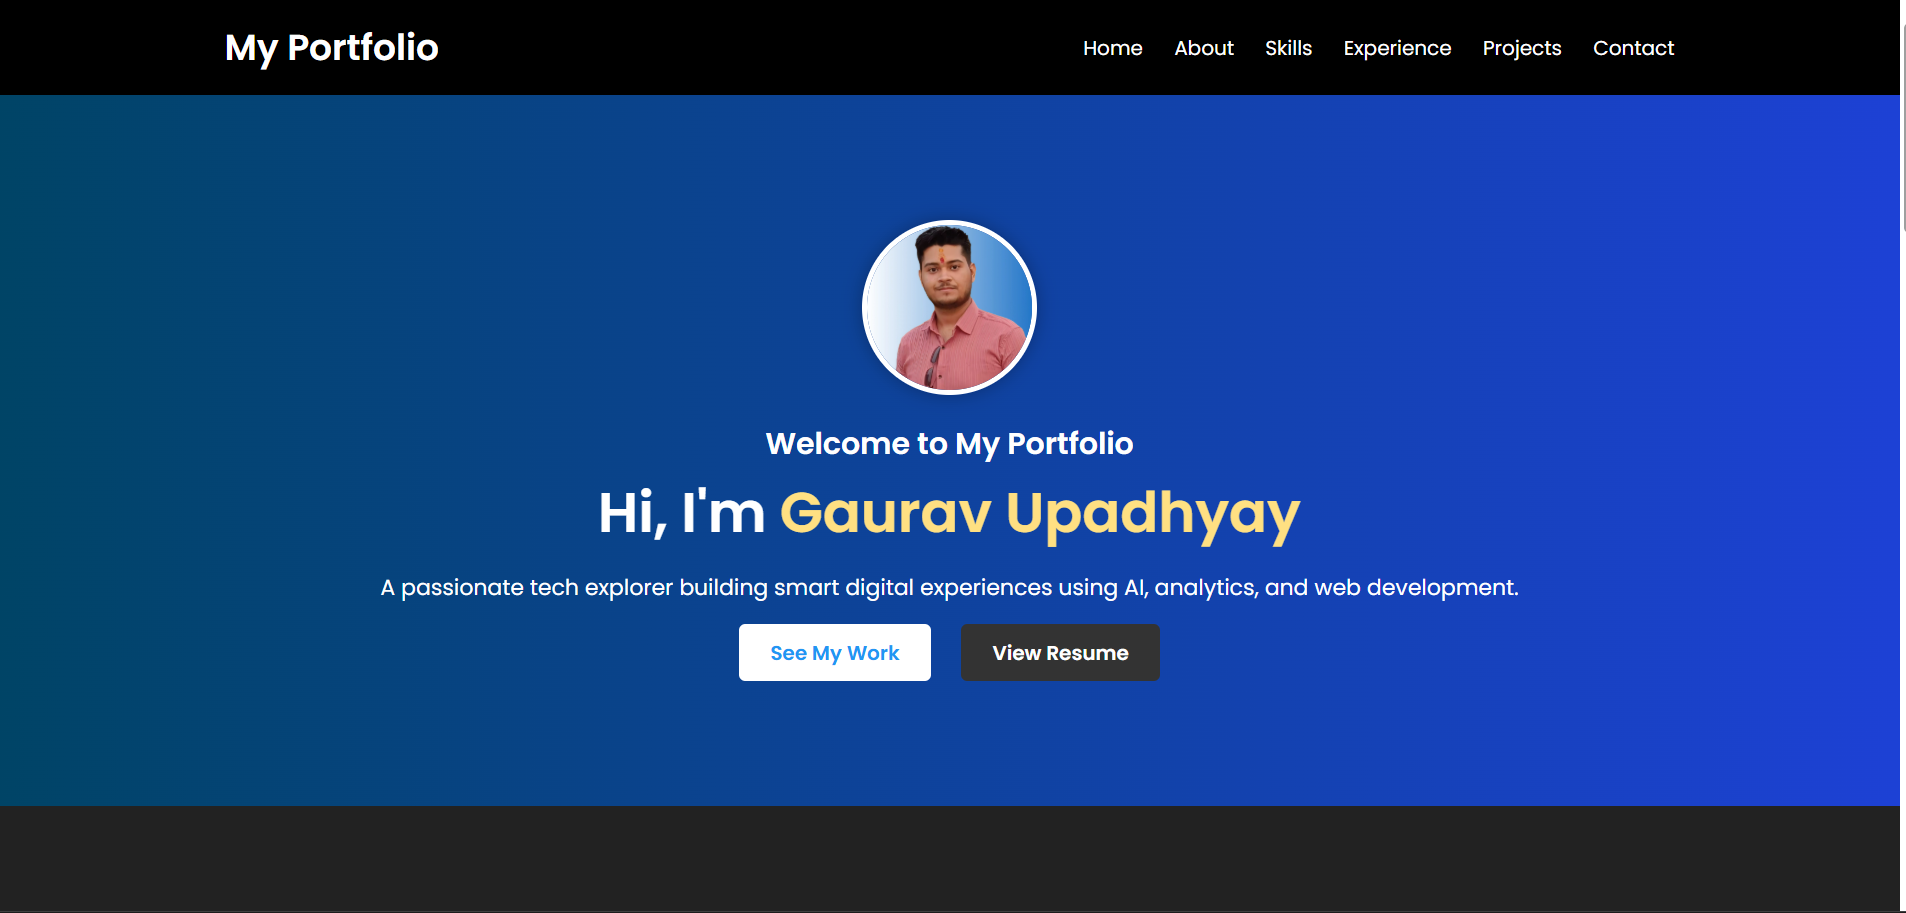 My Portfolio
Home About Skills Experience Projects Contact
Welcome to My Portfolio
Hi, I'm Gaurav Upadhyay
A passionate tech explorer building smart digital experiences using AI, analytics, and web development.
See My Work View Resume